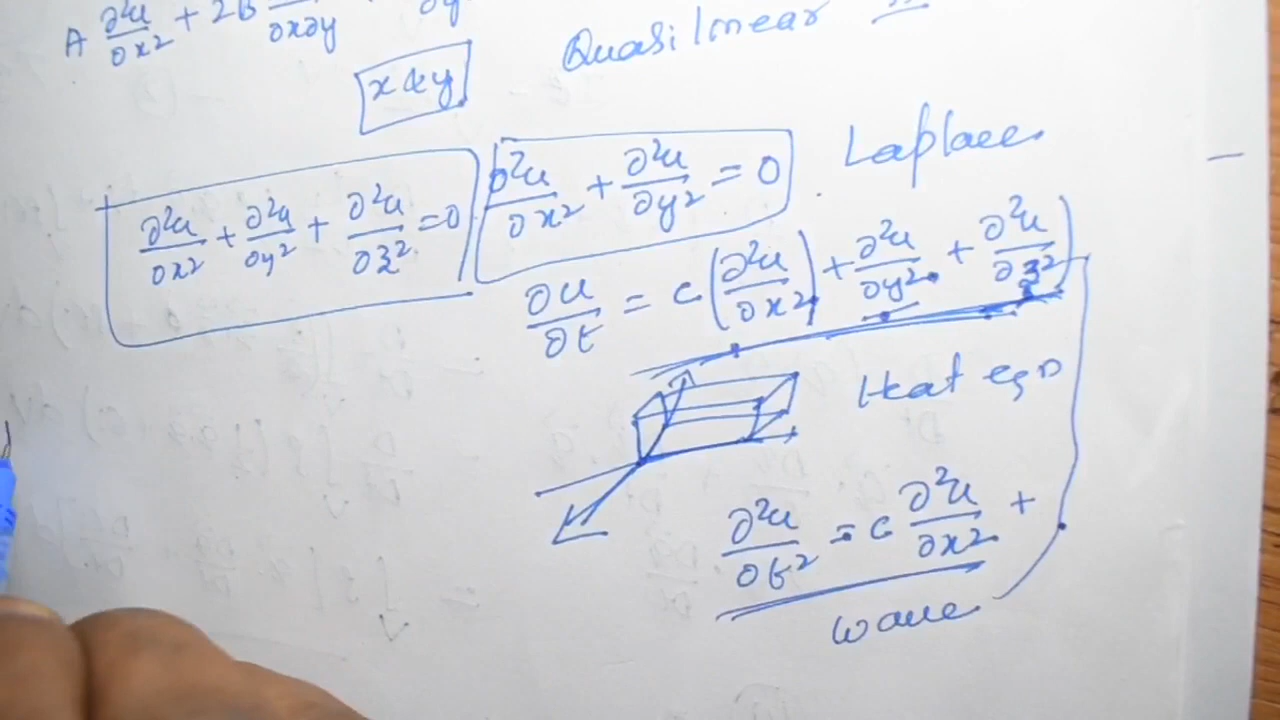 A ∂²u/∂x² + 2B ∂x∂y
Quasilinear
x & y
∂²u/∂x² + ∂²u/∂y² + ∂²u/∂z² = 0
∂²u/∂x² + ∂²u/∂y² = 0
Laplace
∂u/∂t = c(∂²u/∂x²) + ∂²u/∂y² + ∂²u/∂z²)
Heat eqn
∂²u/∂t² = c ∂²u/∂x² +
wave